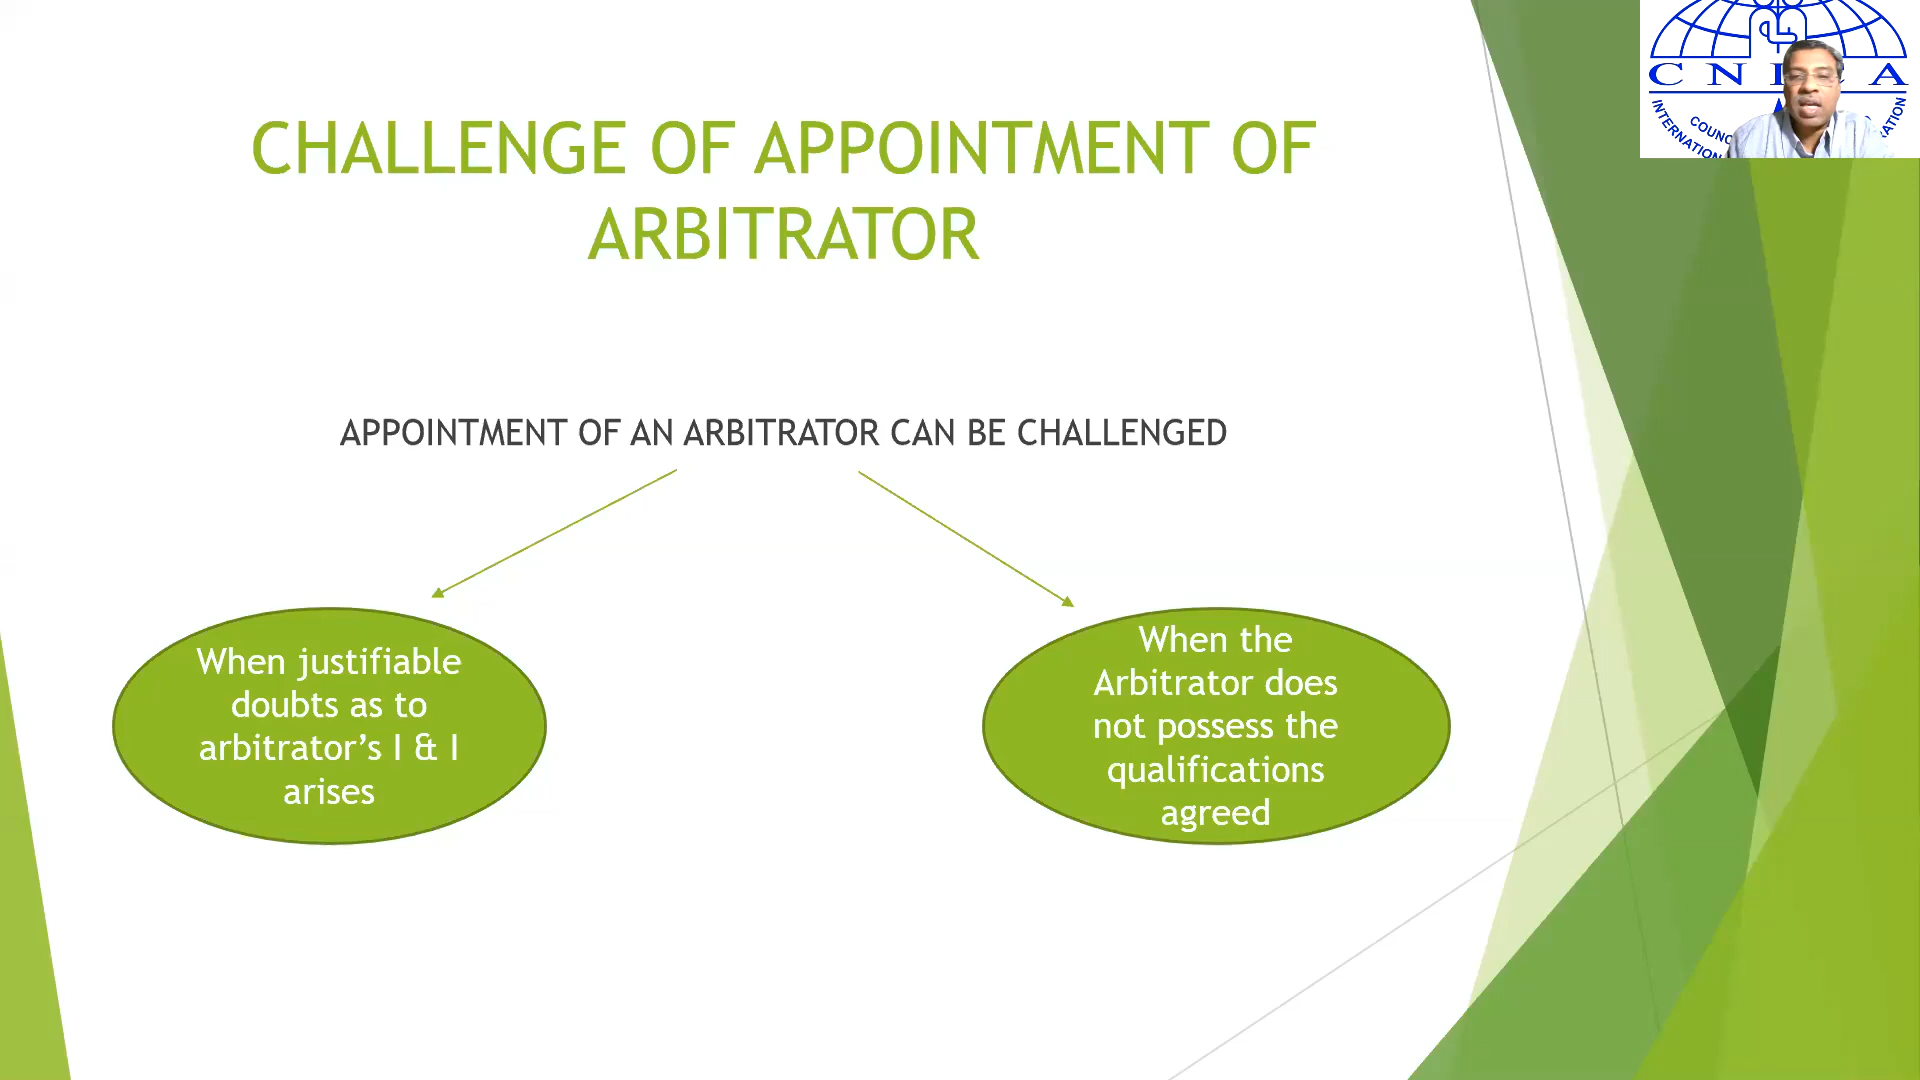 CHALLENGE OF APPOINTMENT OF
ARBITRATOR
APPOINTMENT OF AN ARBITRATOR CAN BE CHALLENGED
When justifiable
doubts as to
arbitrator's I & I
arises
When the
Arbitrator does
not possess the
qualifications
agreed